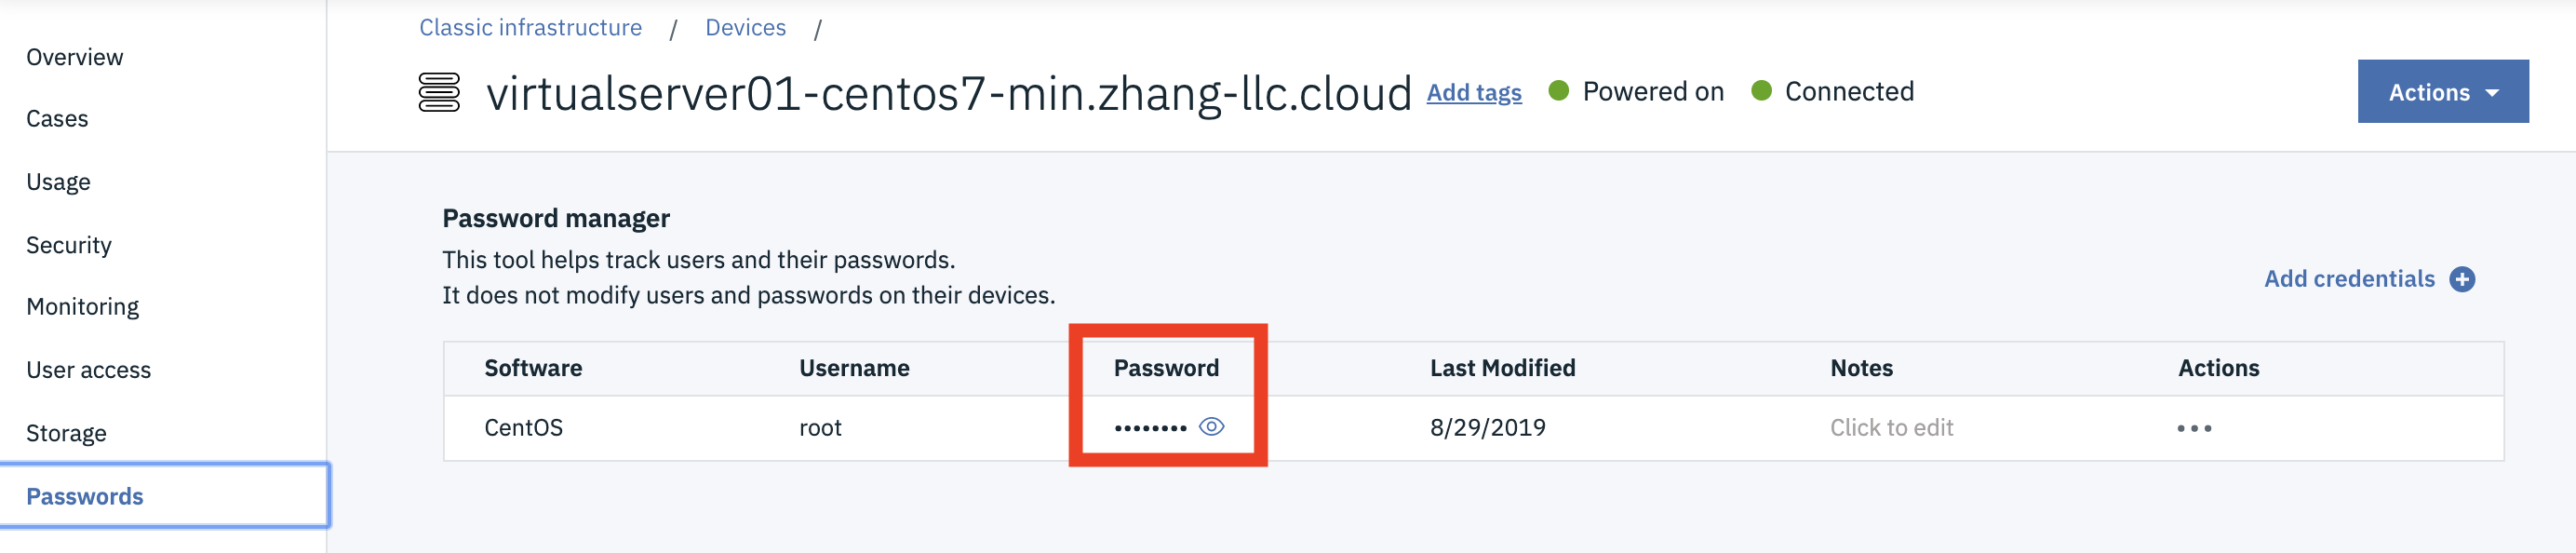 Overview
Cases
Usage
Security
Monitoring
User access
Storage
Passwords
Classic infrastructure / Devices /
virtualserver01-centos7-min.zhang-llc.cloud Add tags Powered on Connected
Actions
Password manager
This tool helps track users and their passwords.
It does not modify users and passwords on their devices.
Add credentials
Software Username Password Last Modified Notes Actions
CentOS root •••••••• 8/29/2019 Click to edit •••